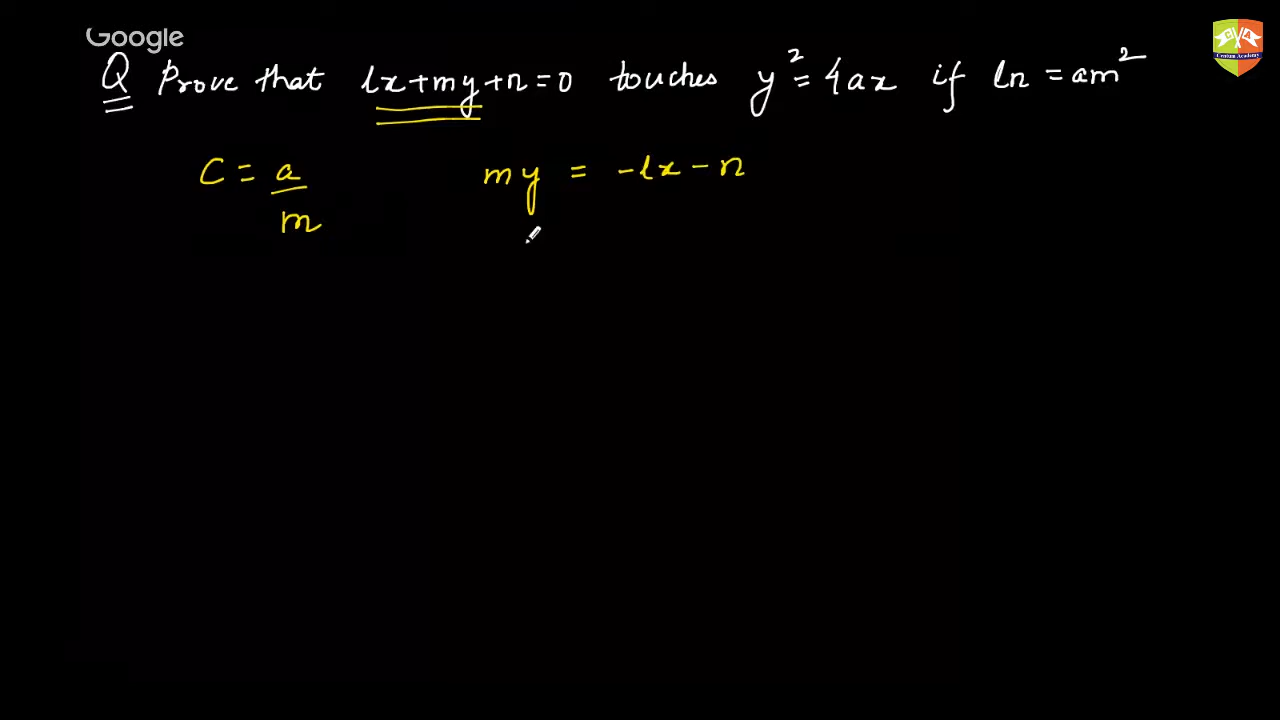 Google
Q Prove that lx+my+n=0 touches y²=4ax if ln=am²
C = a/m my = -lx - n